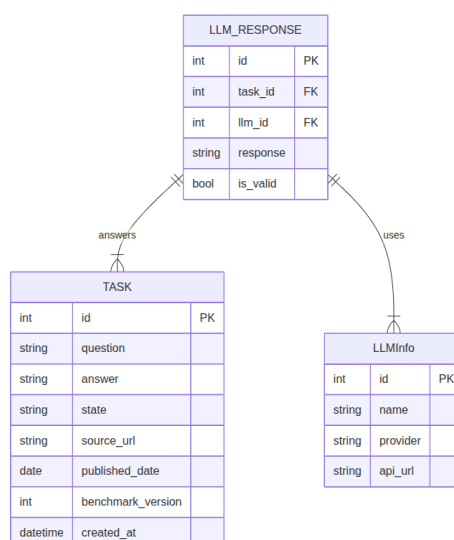 LLM_RESPONSE
int id PK
int task_id FK
int llm_id FK
string response
bool is_valid
answers
uses
TASK
int id PK
string question
string answer
string state
string source_url
date published_date
int benchmark_version
datetime created_at
LLMInfo
int id PK
string name
string provider
string api_url